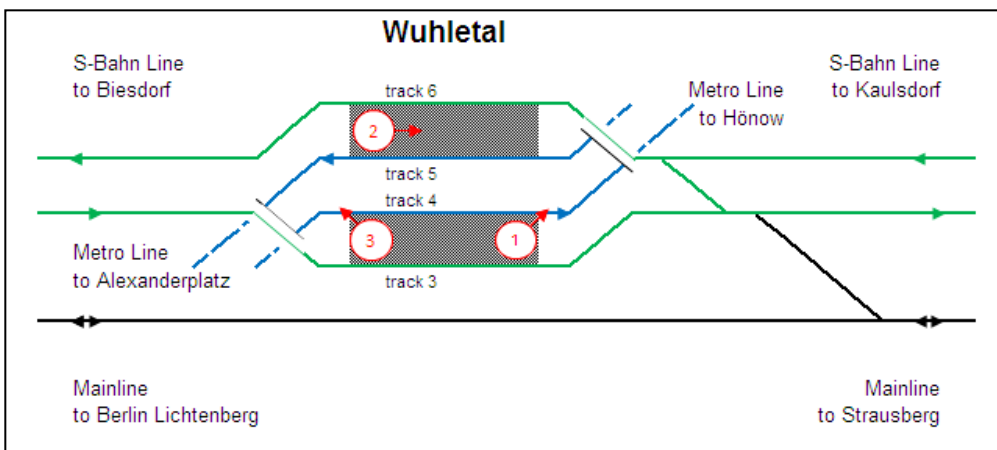 Wuhletal
S-Bahn Line
to Biesdorf
track 6
Metro Line
to Hönow
S-Bahn Line
to Kaulsdorf
2
track 5
track 4
3
1
Metro Line
to Alexanderplatz
track 3
Mainline
to Berlin Lichtenberg
Mainline
to Strausberg